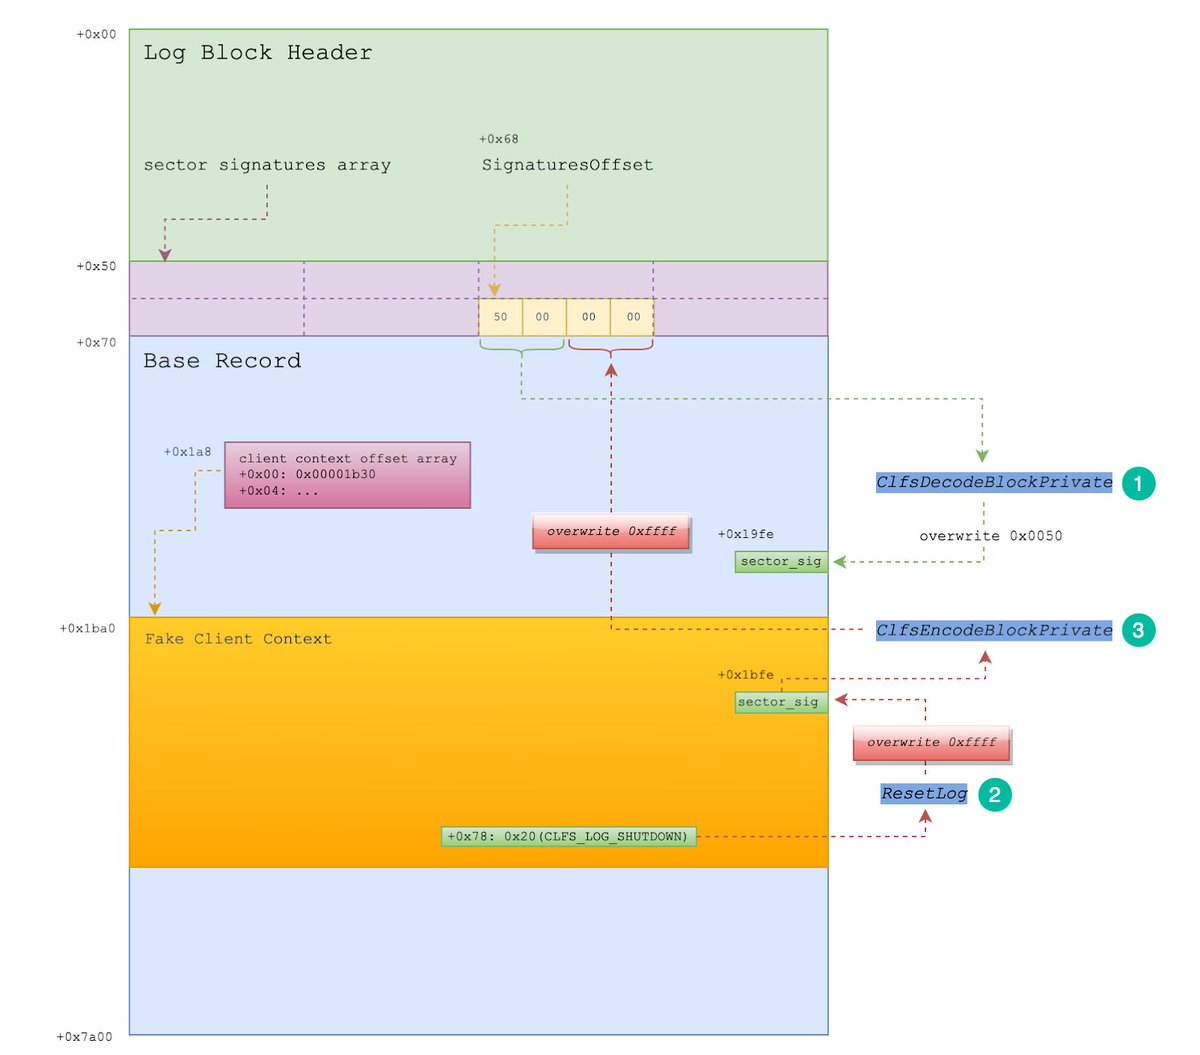 +0x00
Log Block Header
+0x68
sector signatures array
SignaturesOffset
+0x50
50 00 00 00
+0x70
Base Record
+0x1a8
client context offset array
+0x00: 0x00001b30
+0x04: ...
ClfsDecodeBlockPrivate 1
overwrite 0xffff
+0x19fe
overwrite 0x0050
sector_sig
+0x1ba0
Fake Client Context
ClfsEncodeBlockPrivate 3
+0x1bfe
sector_sig
overwrite 0xffff
ResetLog 2
+0x78: 0x20(CLFS_LOG_SHUTDOWN)
+0x7a00